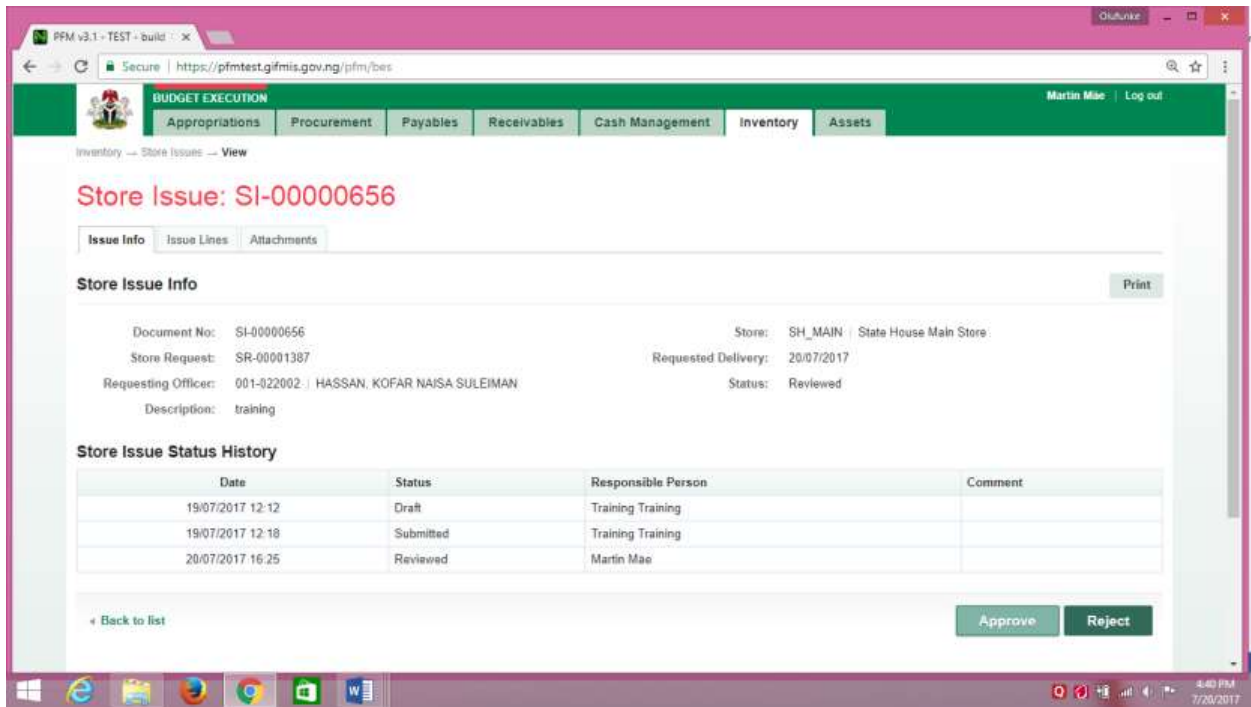 Olufunke
PFM v3.1 - TEST - build
Secure | https://pfmtest.gifmis.gov.ng/pfm/bes
BUDGET EXECUTION
Martin Mäe | Log out
Appropriations Procurement Payables Receivables Cash Management Inventory Assets
Inventory → Store Issues → View
Store Issue: SI-00000656
Issue Info Issue Lines Attachments
Store Issue Info Print
Document No: SI-00000656 Store: SH_MAIN | State House Main Store
Store Request: SR-00001387 Requested Delivery: 20/07/2017
Requesting Officer: 001-022002 | HASSAN, KOFAR NAISA SULEIMAN Status: Reviewed
Description: training
Store Issue Status History
Date Status Responsible Person Comment
19/07/2017 12:12 Draft Training Training
19/07/2017 12:18 Submitted Training Training
20/07/2017 16:25 Reviewed Martin Mae
Back to list Approve Reject
4:40 PM
7/20/2017